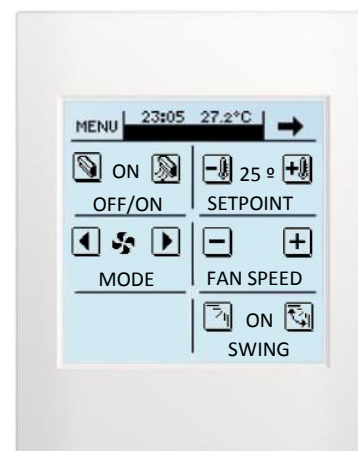 MENU 23:05 27.2°C
ON 25 º
OFF/ON SETPOINT
MODE FAN SPEED
ON
SWING